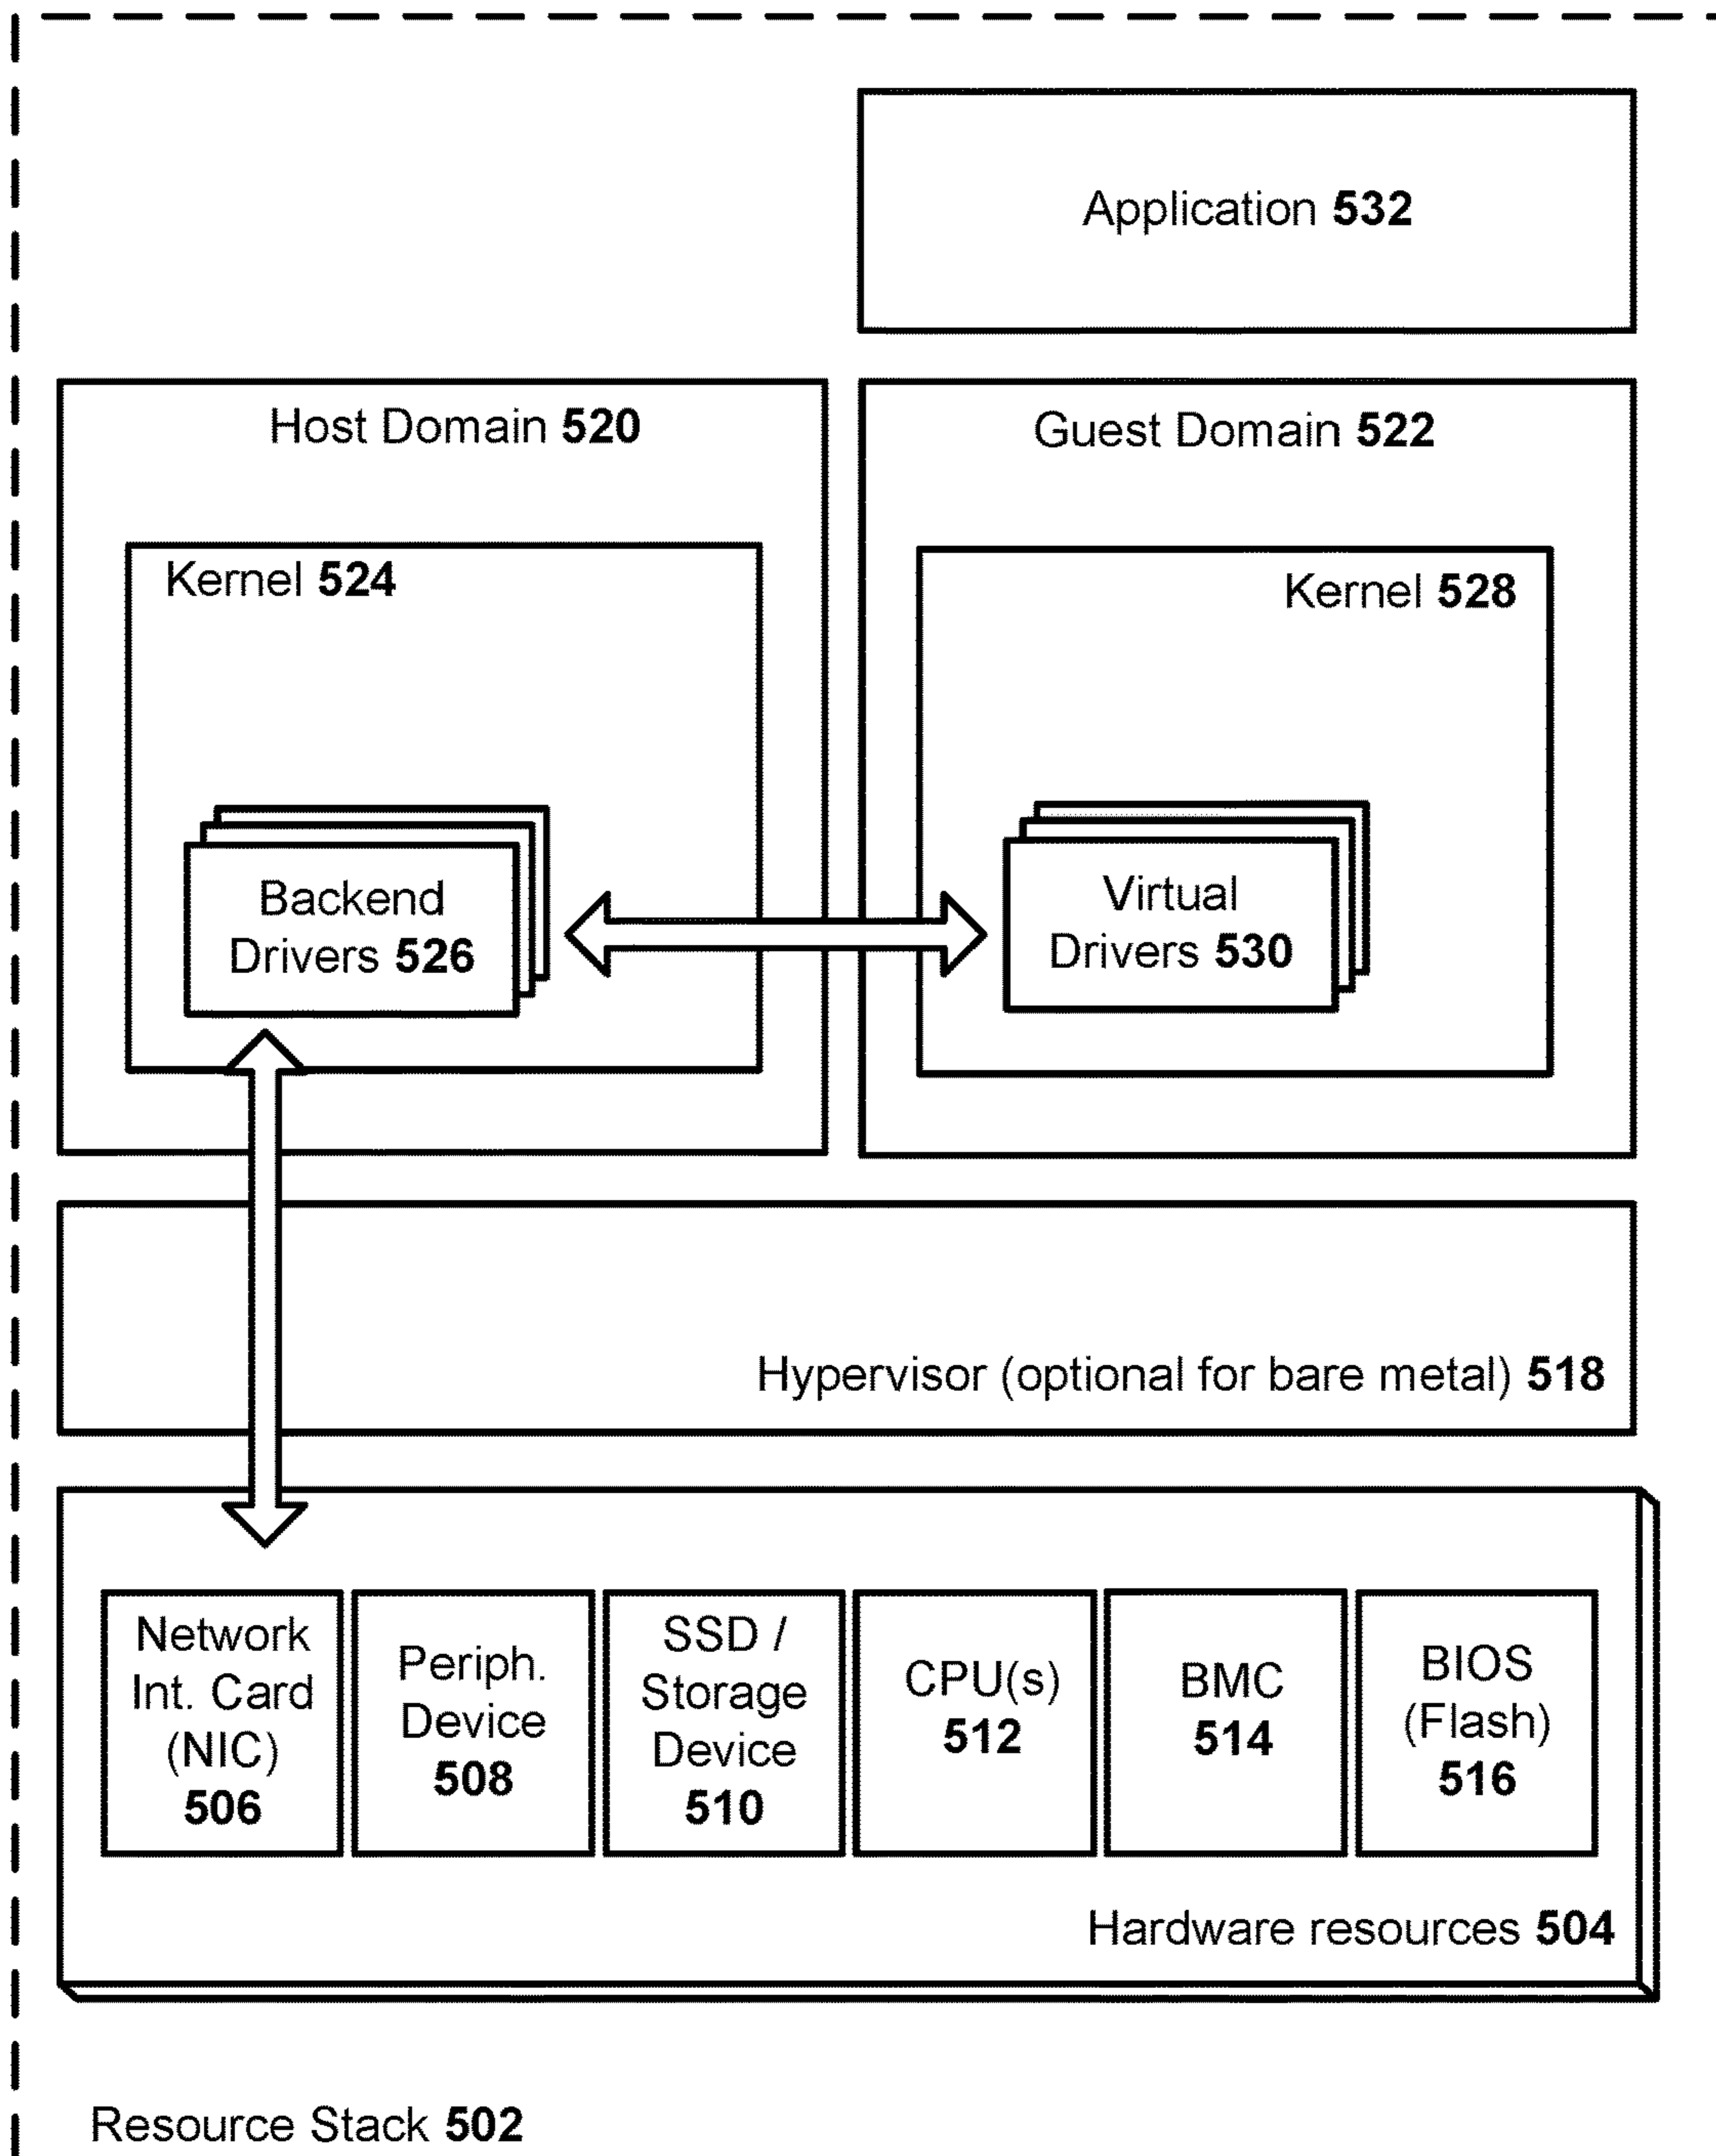 Application 532
Host Domain 520
Guest Domain 522
Kernel 524
Kernel 528
Backend
Drivers 526
Virtual
Drivers 530
Hypervisor (optional for bare metal) 518
Network
Int. Card
(NIC)
506
Periph.
Device
508
SSD /
Storage
Device
510
CPU(s)
512
BMC
514
BIOS
(Flash)
516
Hardware resources 504
Resource Stack 502